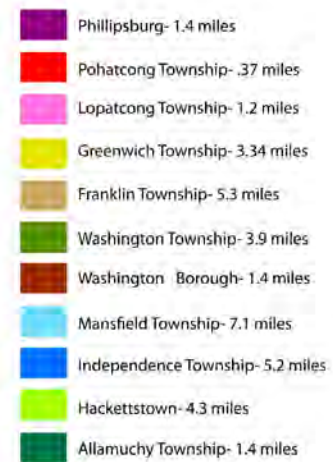 Phillipsburg- 1.4 miles
Pohatcong Township- .37 miles
Lopatcong Township- 1.2 miles
Greenwich Township- 3.34 miles
Franklin Township- 5.3 miles
Washington Township- 3.9 miles
Washington Borough- 1.4 miles
Mansfield Township- 7.1 miles
Independence Township- 5.2 miles
Hackettstown- 4.3 miles
Allamuchy Township- 1.4 miles